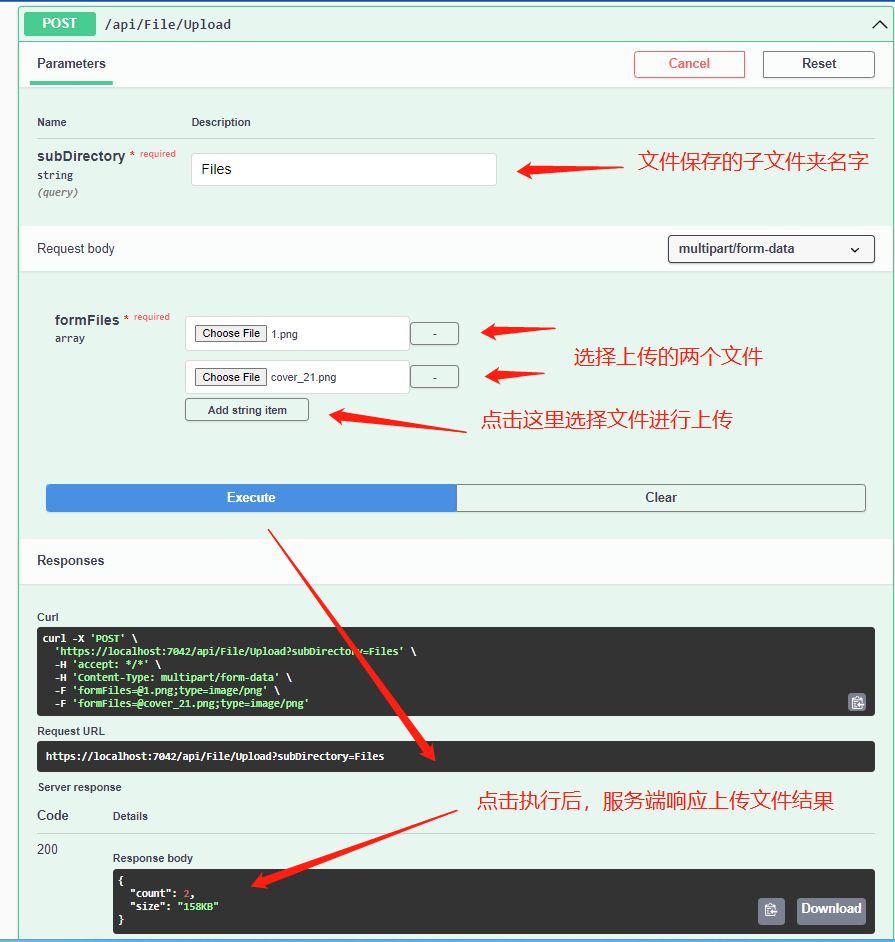 POST /api/File/Upload
Parameters Cancel Reset
Name Description
subDirectory * required
string
(query)
Files
文件保存的子文件夹名字
Request body multipart/form-data
formFiles * required
array
Choose File 1.png -
Choose File cover_21.png -
选择上传的两个文件
Add string item
点击这里选择文件进行上传
Execute Clear
Responses
Curl
curl -X 'POST' \
'https://localhost:7042/api/File/Upload?subDirectory=Files' \
-H 'accept: */*' \
-H 'Content-Type: multipart/form-data' \
-F 'formFiles=@1.png;type=image/png' \
-F 'formFiles=@cover_21.png;type=image/png'
Request URL
https://localhost:7042/api/File/Upload?subDirectory=Files
Server response
点击执行后，服务端响应上传文件结果
Code Details
200
Response body
{
"count": 2,
"size": "158KB"
}
Download